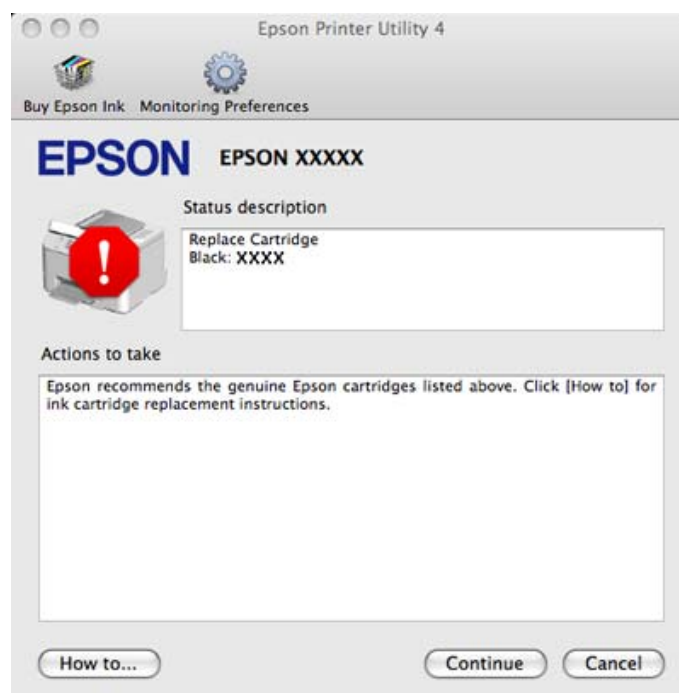 Epson Printer Utility 4
Buy Epson Ink Monitoring Preferences
EPSON EPSON XXXXX
Status description
Replace Cartridge
Black: XXXX
Actions to take
Epson recommends the genuine Epson cartridges listed above. Click [How to] for
ink cartridge replacement instructions.
How to... Continue Cancel